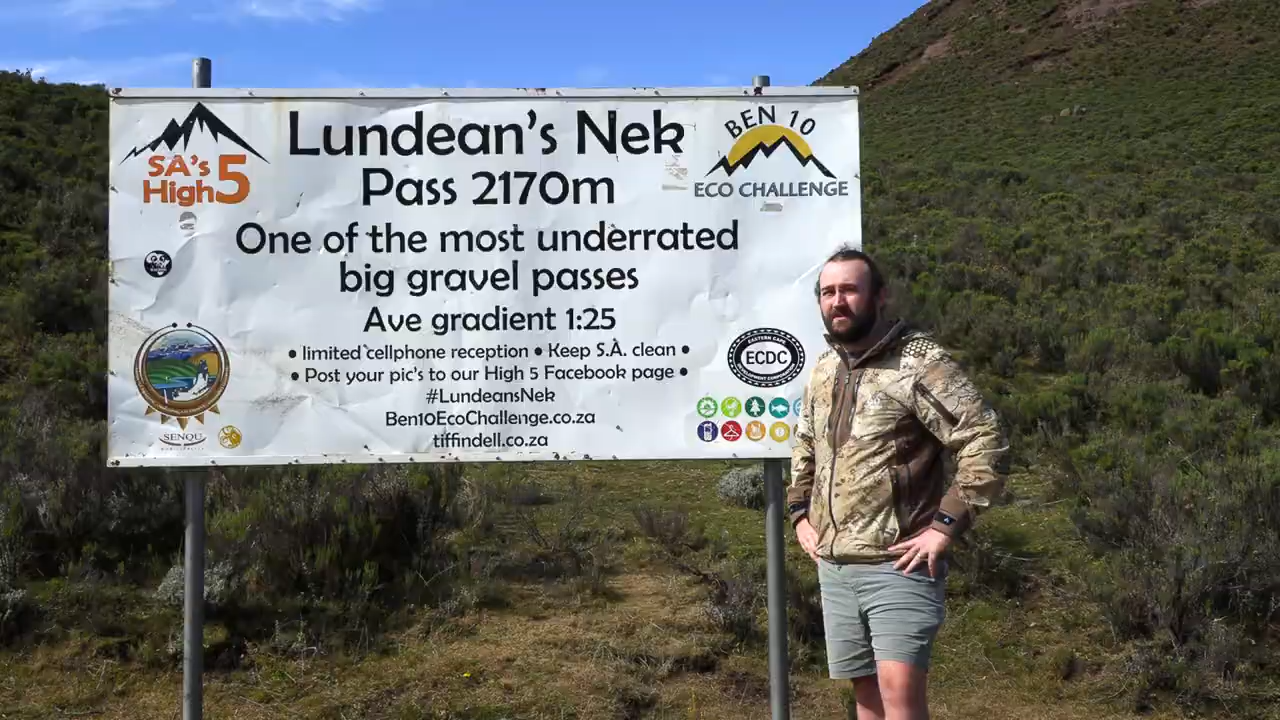 SA's
High 5
Lundean's Nek
Pass 2170m
BEN 10
ECO CHALLENGE
One of the most underrated
big gravel passes
Ave gradient 1:25
• limited cellphone reception • Keep S.A. clean •
• Post your pic's to our High 5 Facebook page •
#LundeansNek
Ben10EcoChallenge.co.za
tiffindell.co.za
SENQU
EASTERN CAPE
ECDC